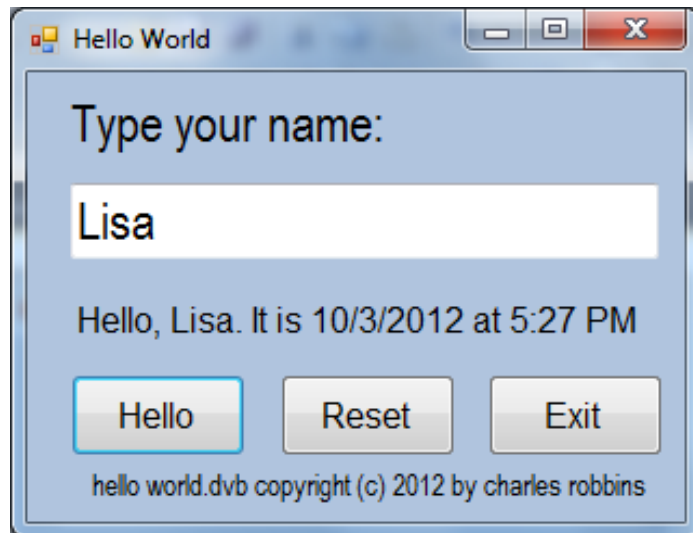 Hello World
Type your name:
Lisa
Hello, Lisa. It is 10/3/2012 at 5:27 PM
Hello Reset Exit
hello world.dvb copyright (c) 2012 by charles robbins